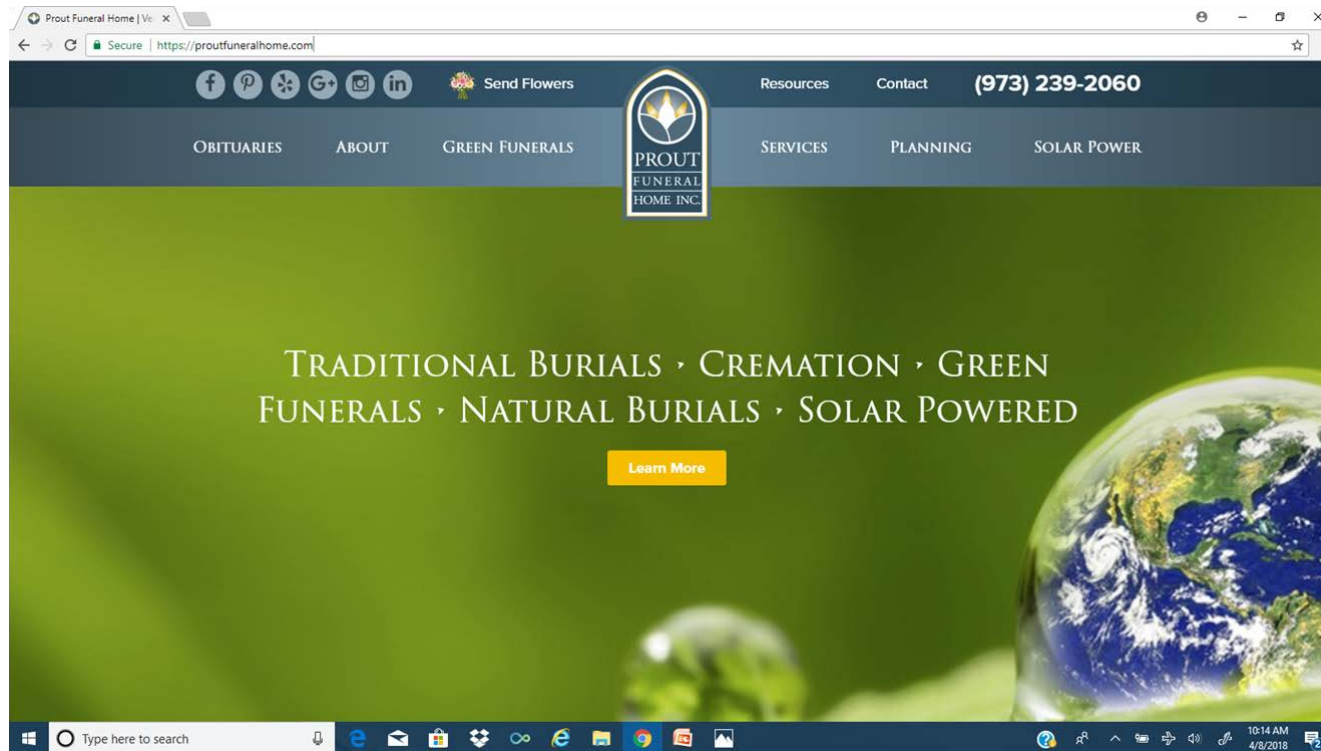 Prout Funeral Home | Ve
Secure | https://proutfuneralhome.com
Send Flowers
Resources
Contact
(973) 239-2060
OBITUARIES
ABOUT
GREEN FUNERALS
PROUT
FUNERAL
HOME INC.
SERVICES
PLANNING
SOLAR POWER
TRADITIONAL BURIALS · CREMATION · GREEN
FUNERALS · NATURAL BURIALS · SOLAR POWERED
Learn More
Type here to search
10:14 AM
4/8/2018